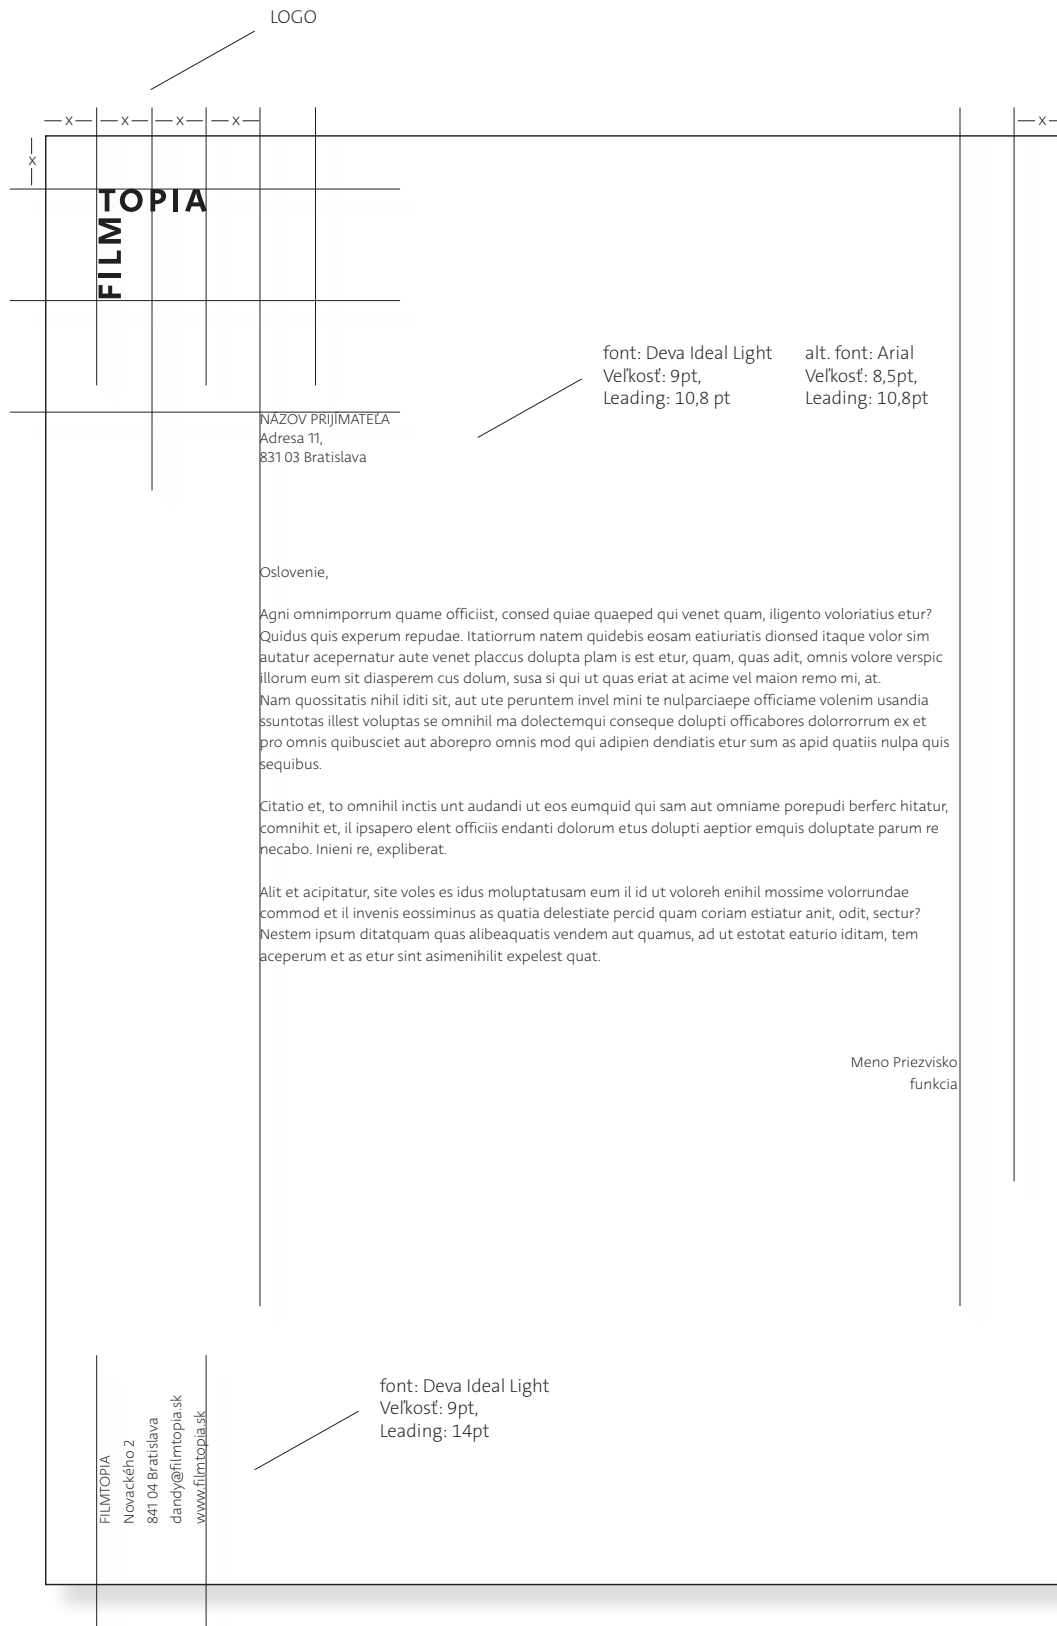 LOGO
x x x x x
x
TOPIA
FILM
font: Deva Ideal Light
Veľkosť: 9pt,
Leading: 10,8 pt
alt. font: Arial
Veľkosť: 8,5pt,
Leading: 10,8pt
NÁZOV PRIJÍMATEĽA
Adresa 11,
831 03 Bratislava
Oslovenie,
Agni omnimporrum quame officiist, consed quiae quaeped qui venet quam, iligento voloriatius etur?
Quidus quis experum repudae. Itatiorrum natem quidebis eosam eatiuriatis dionsed itaque volor sim
autatur acepernatur aute venet placcus dolupta plam is est etur, quam, quas adit, omnis volore verspic
illorum eum sit diasperem cus dolum, susa si qui ut quas eriat at acime vel maion remo mi, at.
Nam quossitatis nihil iditi sit, aut ute peruntem invel mini te nulparciaepe officiame volenim usandia
ssuntotas illest voluptas se omnihil ma dolectemqui conseque dolupti officabores dolorrorrum ex et
pro omnis quibusciet aut aborepro omnis mod qui adipien dendiatis etur sum as apid quatiis nulpa quis
sequibus.
Citatio et, to omnihil inctis unt audandi ut eos eumquid qui sam aut omniame porepudi berferc hitatur,
comnihit et, il ipsapero elent officiis endanti dolorum etus dolupti aeptior emquis doluptate parum re
necabo. Inieni re, expliberat.
Alit et acipitatur, site voles es idus moluptatusam eum il id ut voloreh enihil mossime volorrundae
commod et il invenis eossiminus as quatia delestiate percid quam coriam estiatur anit, odit, sectur?
Nestem ipsum ditatquam quas alibeaquatis vendem aut quamus, ad ut estotat eaturio iditam, tem
aceperum et as etur sint asimenihilit expelest quat.
Meno Priezvisko
funkcia
font: Deva Ideal Light
Veľkosť: 9pt,
Leading: 14pt
FILMTOPIA
Novackého 2
841 04 Bratislava
dandy@filmtopia.sk
www.filmtopia.sk